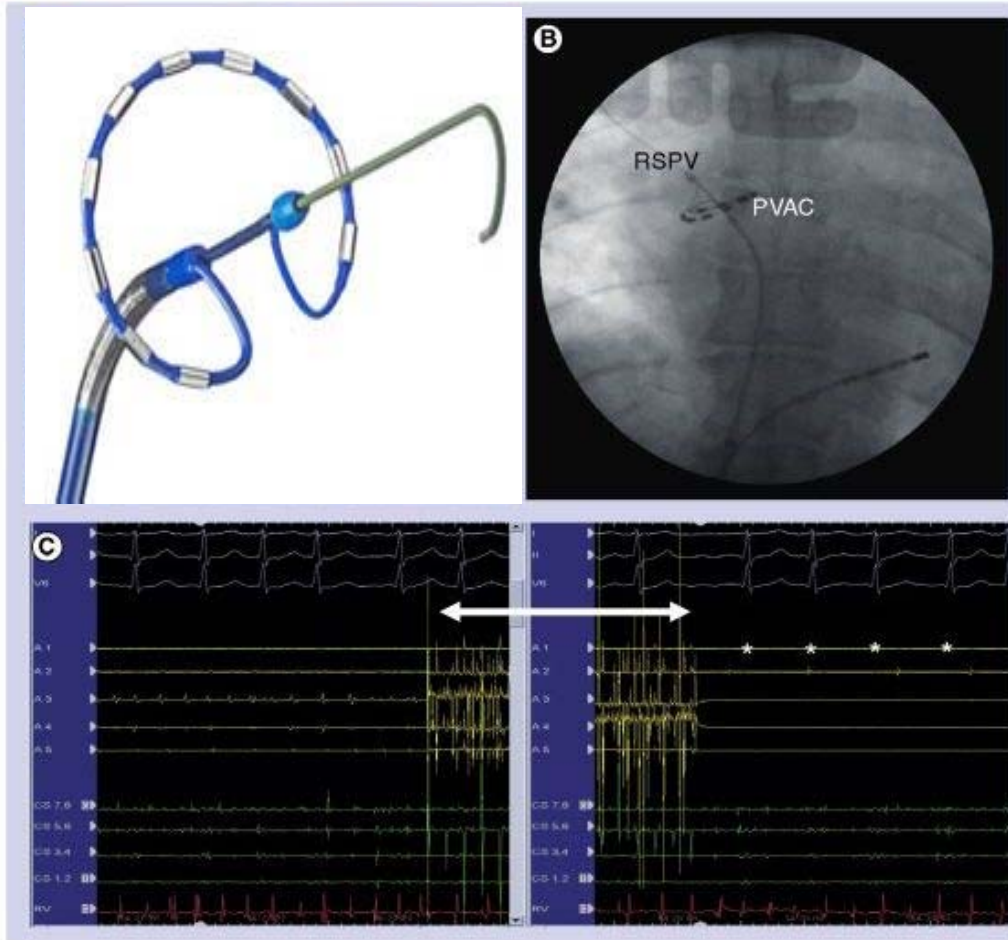 B
RSPV
PVAC
C
I
II
V6
V6
A 1
A 2
A 3
A 4
A 5
CS 7,8
CS 5,6
CS 3,4
CS 1,2
RV
A 1
* * * *
A 2
A 3
A 4
A 5
CS 7,8
CS 5,6
CS 3,4
CS 1,2
RV